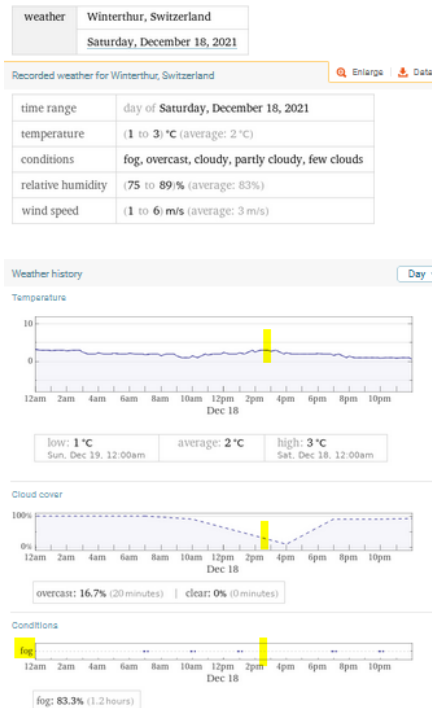 weather Winterthur, Switzerland
Saturday, December 18, 2021
Recorded weather for Winterthur, Switzerland Enlarge Data
time range day of Saturday, December 18, 2021
temperature (1 to 3) °C (average: 2 °C)
conditions fog, overcast, cloudy, partly cloudy, few clouds
relative humidity (75 to 89)% (average: 83%)
wind speed (1 to 6) m/s (average: 3 m/s)
Weather history Day
Temperature
10
0
12am 2am 4am 6am 8am 10am 12pm 2pm 4pm 6pm 8pm 10pm
Dec 18
low: 1 °C average: 2 °C high: 3 °C
Sun, Dec 19, 12:00am Sat, Dec 18, 12:00am
Cloud cover
100%
0%
12am 2am 4am 6am 8am 10am 12pm 2pm 4pm 6pm 8pm 10pm
Dec 18
overcast: 16.7% (20 minutes) | clear: 0% (0 minutes)
Conditions
fog
12am 2am 4am 6am 8am 10am 12pm 2pm 4pm 6pm 8pm 10pm
Dec 18
fog: 83.3% (1.2 hours)